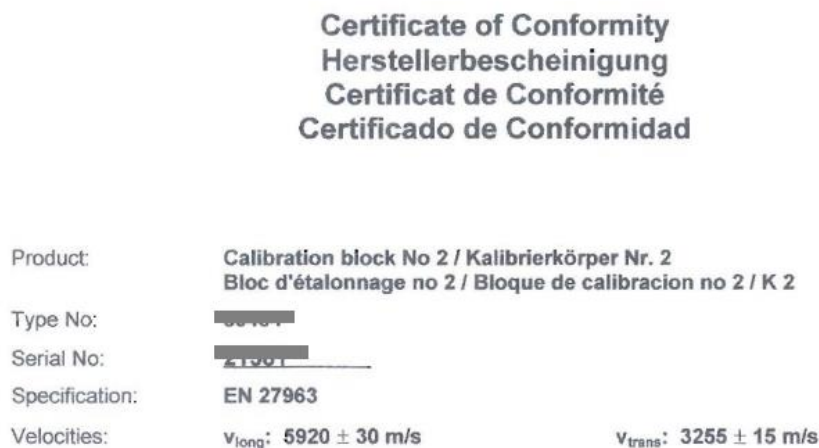 Certificate of Conformity
Herstellerbescheinigung
Certificat de Conformité
Certificado de Conformidad
Product: Calibration block No 2 / Kalibrierkörper Nr. 2
Bloc d'étalonnage no 2 / Bloque de calibracion no 2 / K 2
Type No:
Serial No:
Specification: EN 27963
Velocities: vlong: 5920 ± 30 m/s vtrans: 3255 ± 15 m/s